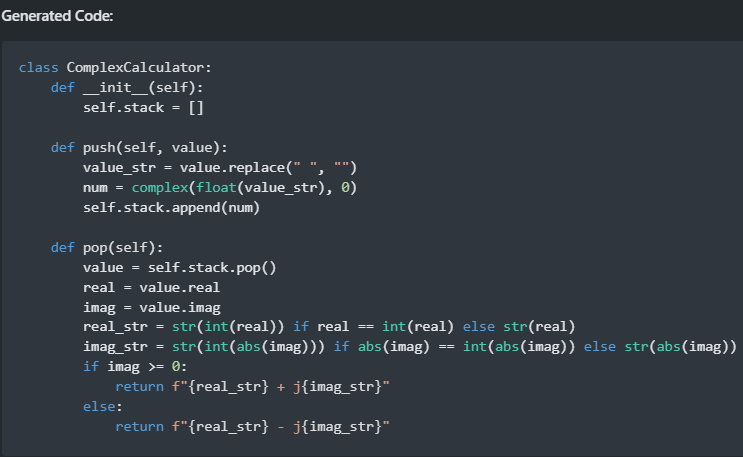 Generated Code:
class ComplexCalculator:
    def __init__(self):
        self.stack = []
    def push(self, value):
        value_str = value.replace(" ", "")
        num = complex(float(value_str), 0)
        self.stack.append(num)
    def pop(self):
        value = self.stack.pop()
        real = value.real
        imag = value.imag
        real_str = str(int(real)) if real == int(real) else str(real)
        imag_str = str(int(abs(imag))) if abs(imag) == int(abs(imag)) else str(abs(imag))
        if imag >= 0:
            return f"{real_str} + j{imag_str}"
        else:
            return f"{real_str} - j{imag_str}"